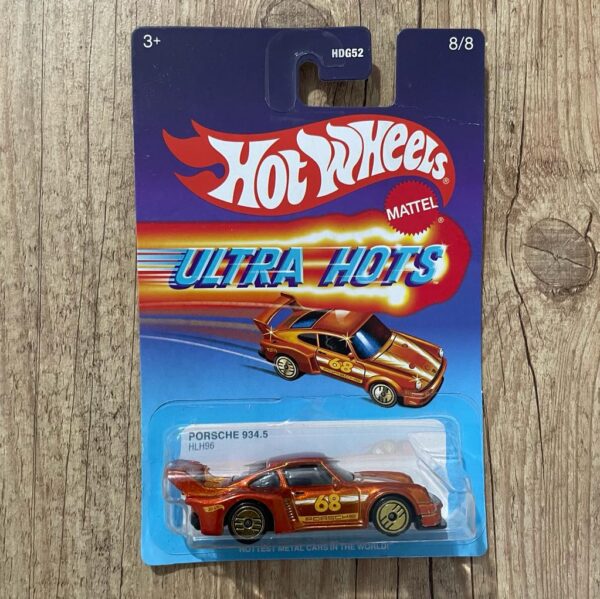 3+
HDG52
8/8
Hot Wheels®
MATTEL
®
ULTRA HOTS
68
PORSCHE 934.5
HLH96
68
PORSCHE
HOTTEST METAL CARS IN THE WORLD!